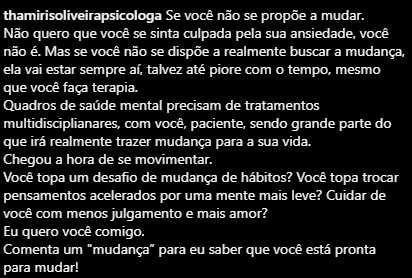 thamirisoliveirapsicologa Se você não se propõe a mudar.
Não quero que você se sinta culpada pela sua ansiedade, você
não é. Mas se você não se dispõe a realmente buscar a mudança,
ela vai estar sempre aí, talvez até piore com o tempo, mesmo
que você faça terapia.
Quadros de saúde mental precisam de tratamentos
multidisciplianares, com você, paciente, sendo grande parte do
que irá realmente trazer mudança para a sua vida.
Chegou a hora de se movimentar.
Você topa um desafio de mudança de hábitos? Você topa trocar
pensamentos acelerados por uma mente mais leve? Cuidar de
você com menos julgamento e mais amor?
Eu quero você comigo.
Comenta um "mudança” para eu saber que você está pronta
para mudar!